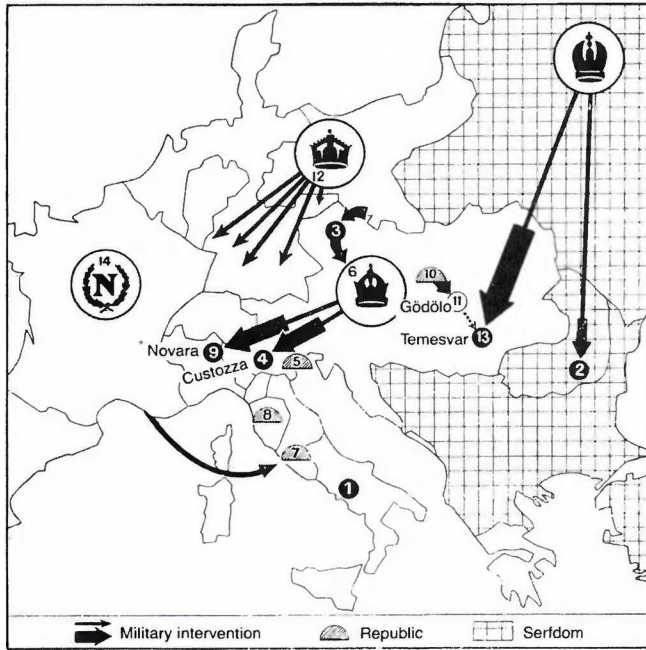 12
3
14
N
6
10
Gödölo
11
Temesvar
13
Novara
9
Custozza
4
5
2
8
7
1
Military intervention
Republic
Serfdom